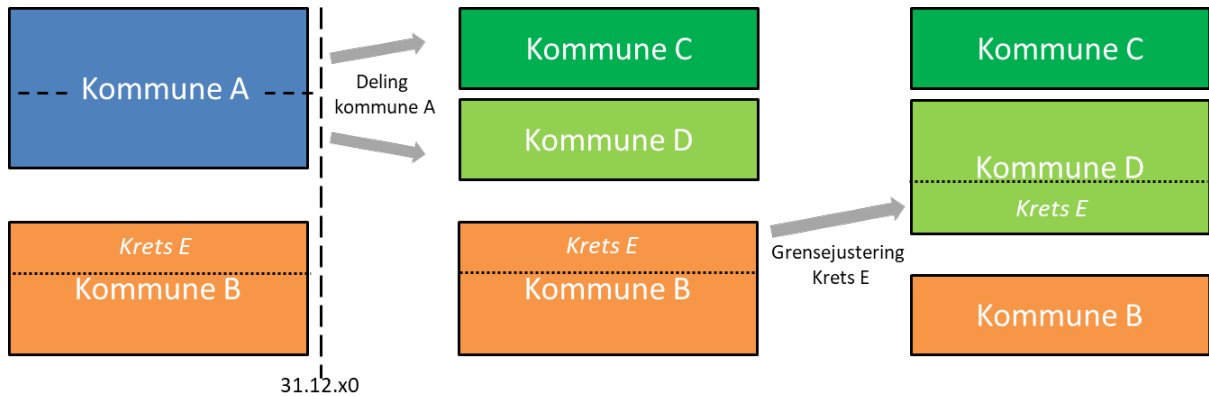 Kommune A
Krets E
Kommune B
31.12.x0
Deling
kommune A
Kommune C
Kommune D
Krets E
Kommune B
Grensejustering
Krets E
Kommune C
Kommune D
Krets E
Kommune B